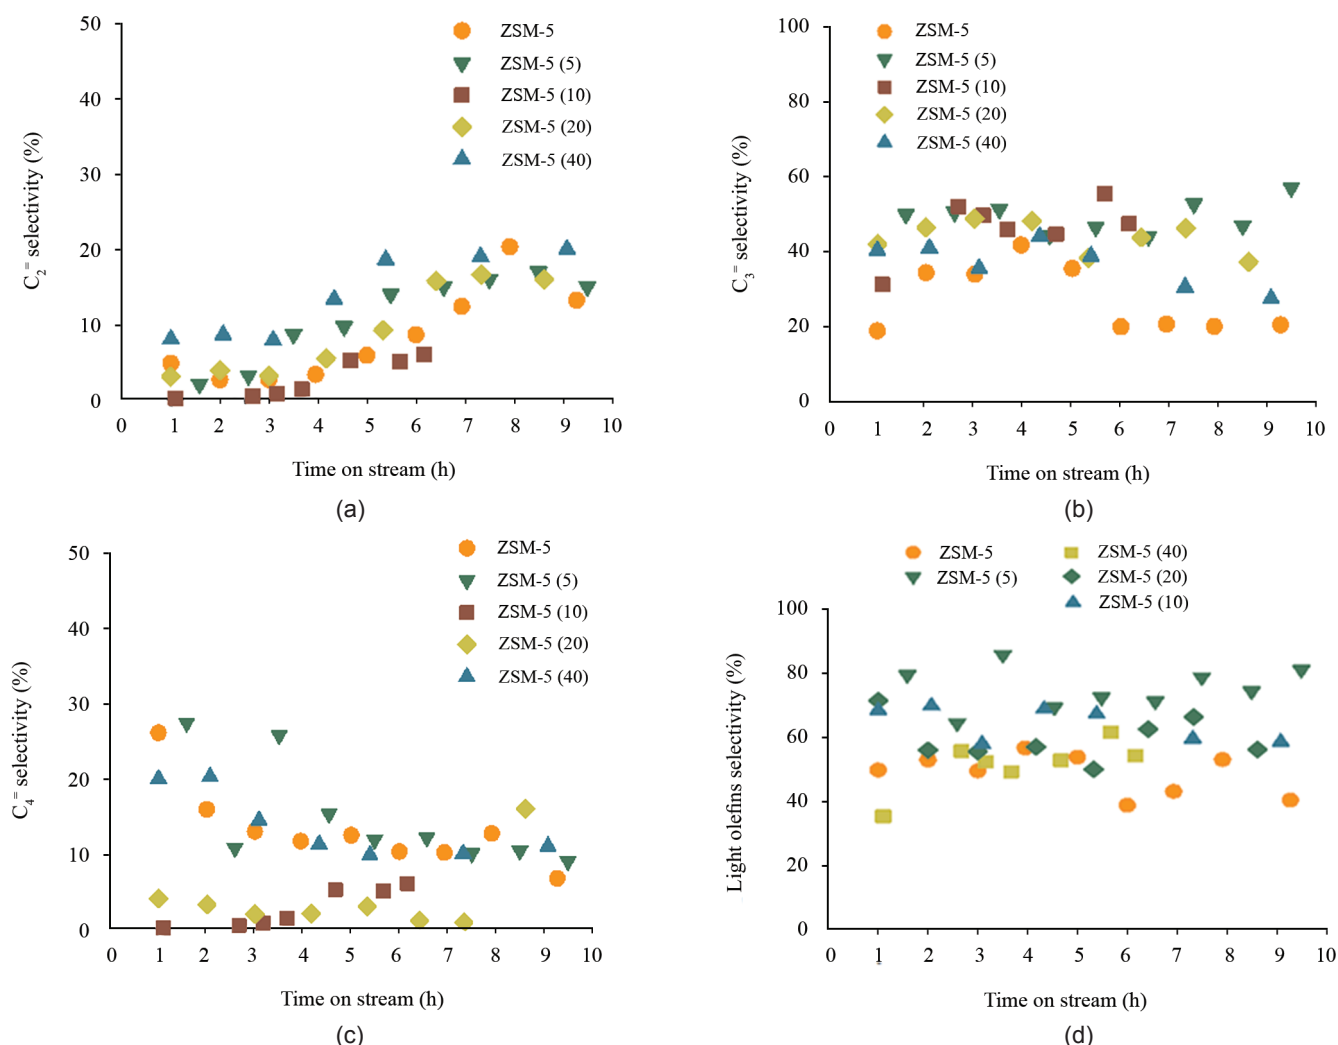 50
40
30
20
10
0
C2= selectivity (%)
ZSM-5
ZSM-5 (5)
ZSM-5 (10)
ZSM-5 (20)
ZSM-5 (40)
0 1 2 3 4 5 6 7 8 9 10
Time on stream (h)
(a)
100
80
60
40
20
0
C3= selectivity (%)
ZSM-5
ZSM-5 (5)
ZSM-5 (10)
ZSM-5 (20)
ZSM-5 (40)
0 1 2 3 4 5 6 7 8 9 10
Time on stream (h)
(b)
50
40
30
20
10
0
C4= selectivity (%)
ZSM-5
ZSM-5 (5)
ZSM-5 (10)
ZSM-5 (20)
ZSM-5 (40)
0 1 2 3 4 5 6 7 8 9 10
Time on stream (h)
(c)
ZSM-5 ZSM-5 (40)
ZSM-5 (5) ZSM-5 (20)
ZSM-5 (10)
100
80
60
40
20
0
Light olefins selectivity (%)
0 1 2 3 4 5 6 7 8 9 10
Time on stream (h)
(d)